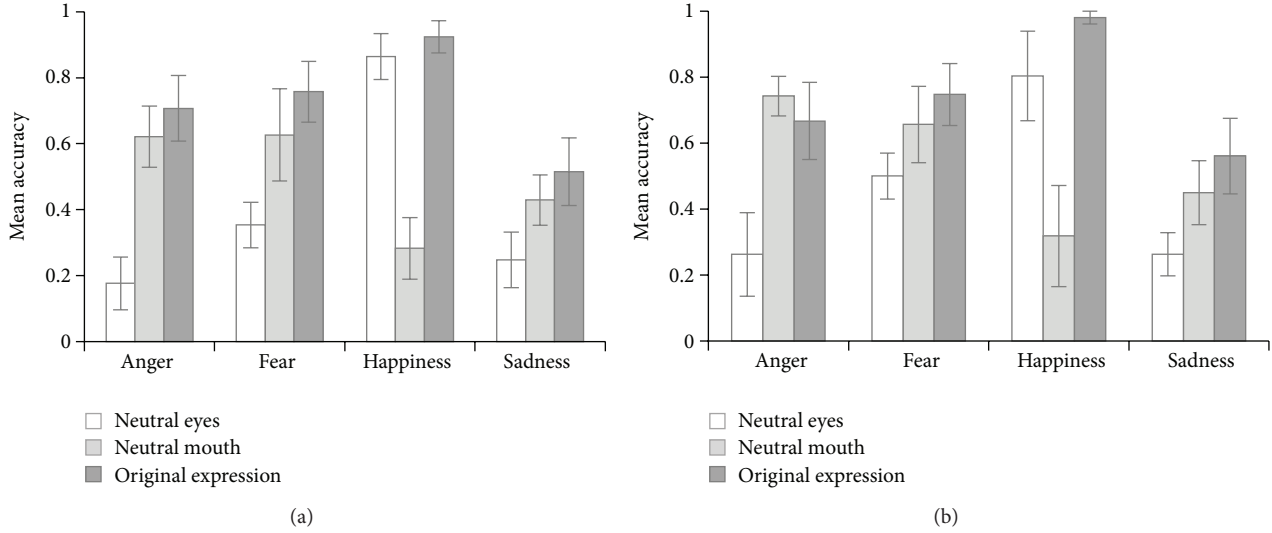 1
0.8
0.6
0.4
0.2
0
Mean accuracy
Anger Fear Happiness Sadness
Neutral eyes
Neutral mouth
Original expression
(a)
1
0.8
0.6
0.4
0.2
0
Mean accuracy
Anger Fear Happiness Sadness
Neutral eyes
Neutral mouth
Original expression
(b)